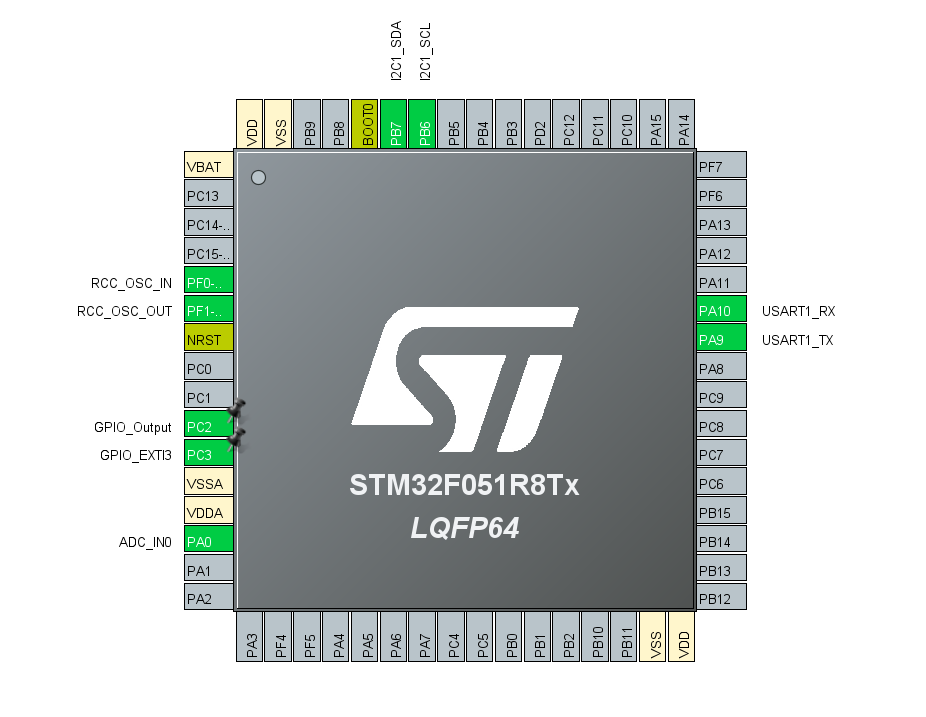 I2C1_SDA
I2C1_SCL
VDD
VSS
PB9
PB8
BOOT0
PB7
PB6
PB5
PB4
PB3
PD2
PC12
PC11
PC10
PA15
PA14
VBAT
PC13
PC14-..
PC15-..
RCC_OSC_IN PF0-..
RCC_OSC_OUT PF1-..
NRST
PC0
PC1
GPIO_Output PC2
GPIO_EXTI3 PC3
VSSA
VDDA
ADC_IN0 PA0
PA1
PA2
ST
STM32F051R8Tx
LQFP64
PF7
PF6
PA13
PA12
PA11
PA10 USART1_RX
PA9 USART1_TX
PA8
PC9
PC8
PC7
PC6
PB15
PB14
PB13
PB12
PA3
PF4
PF5
PA4
PA5
PA6
PA7
PC4
PC5
PB0
PB1
PB2
PB10
PB11
VSS
VDD